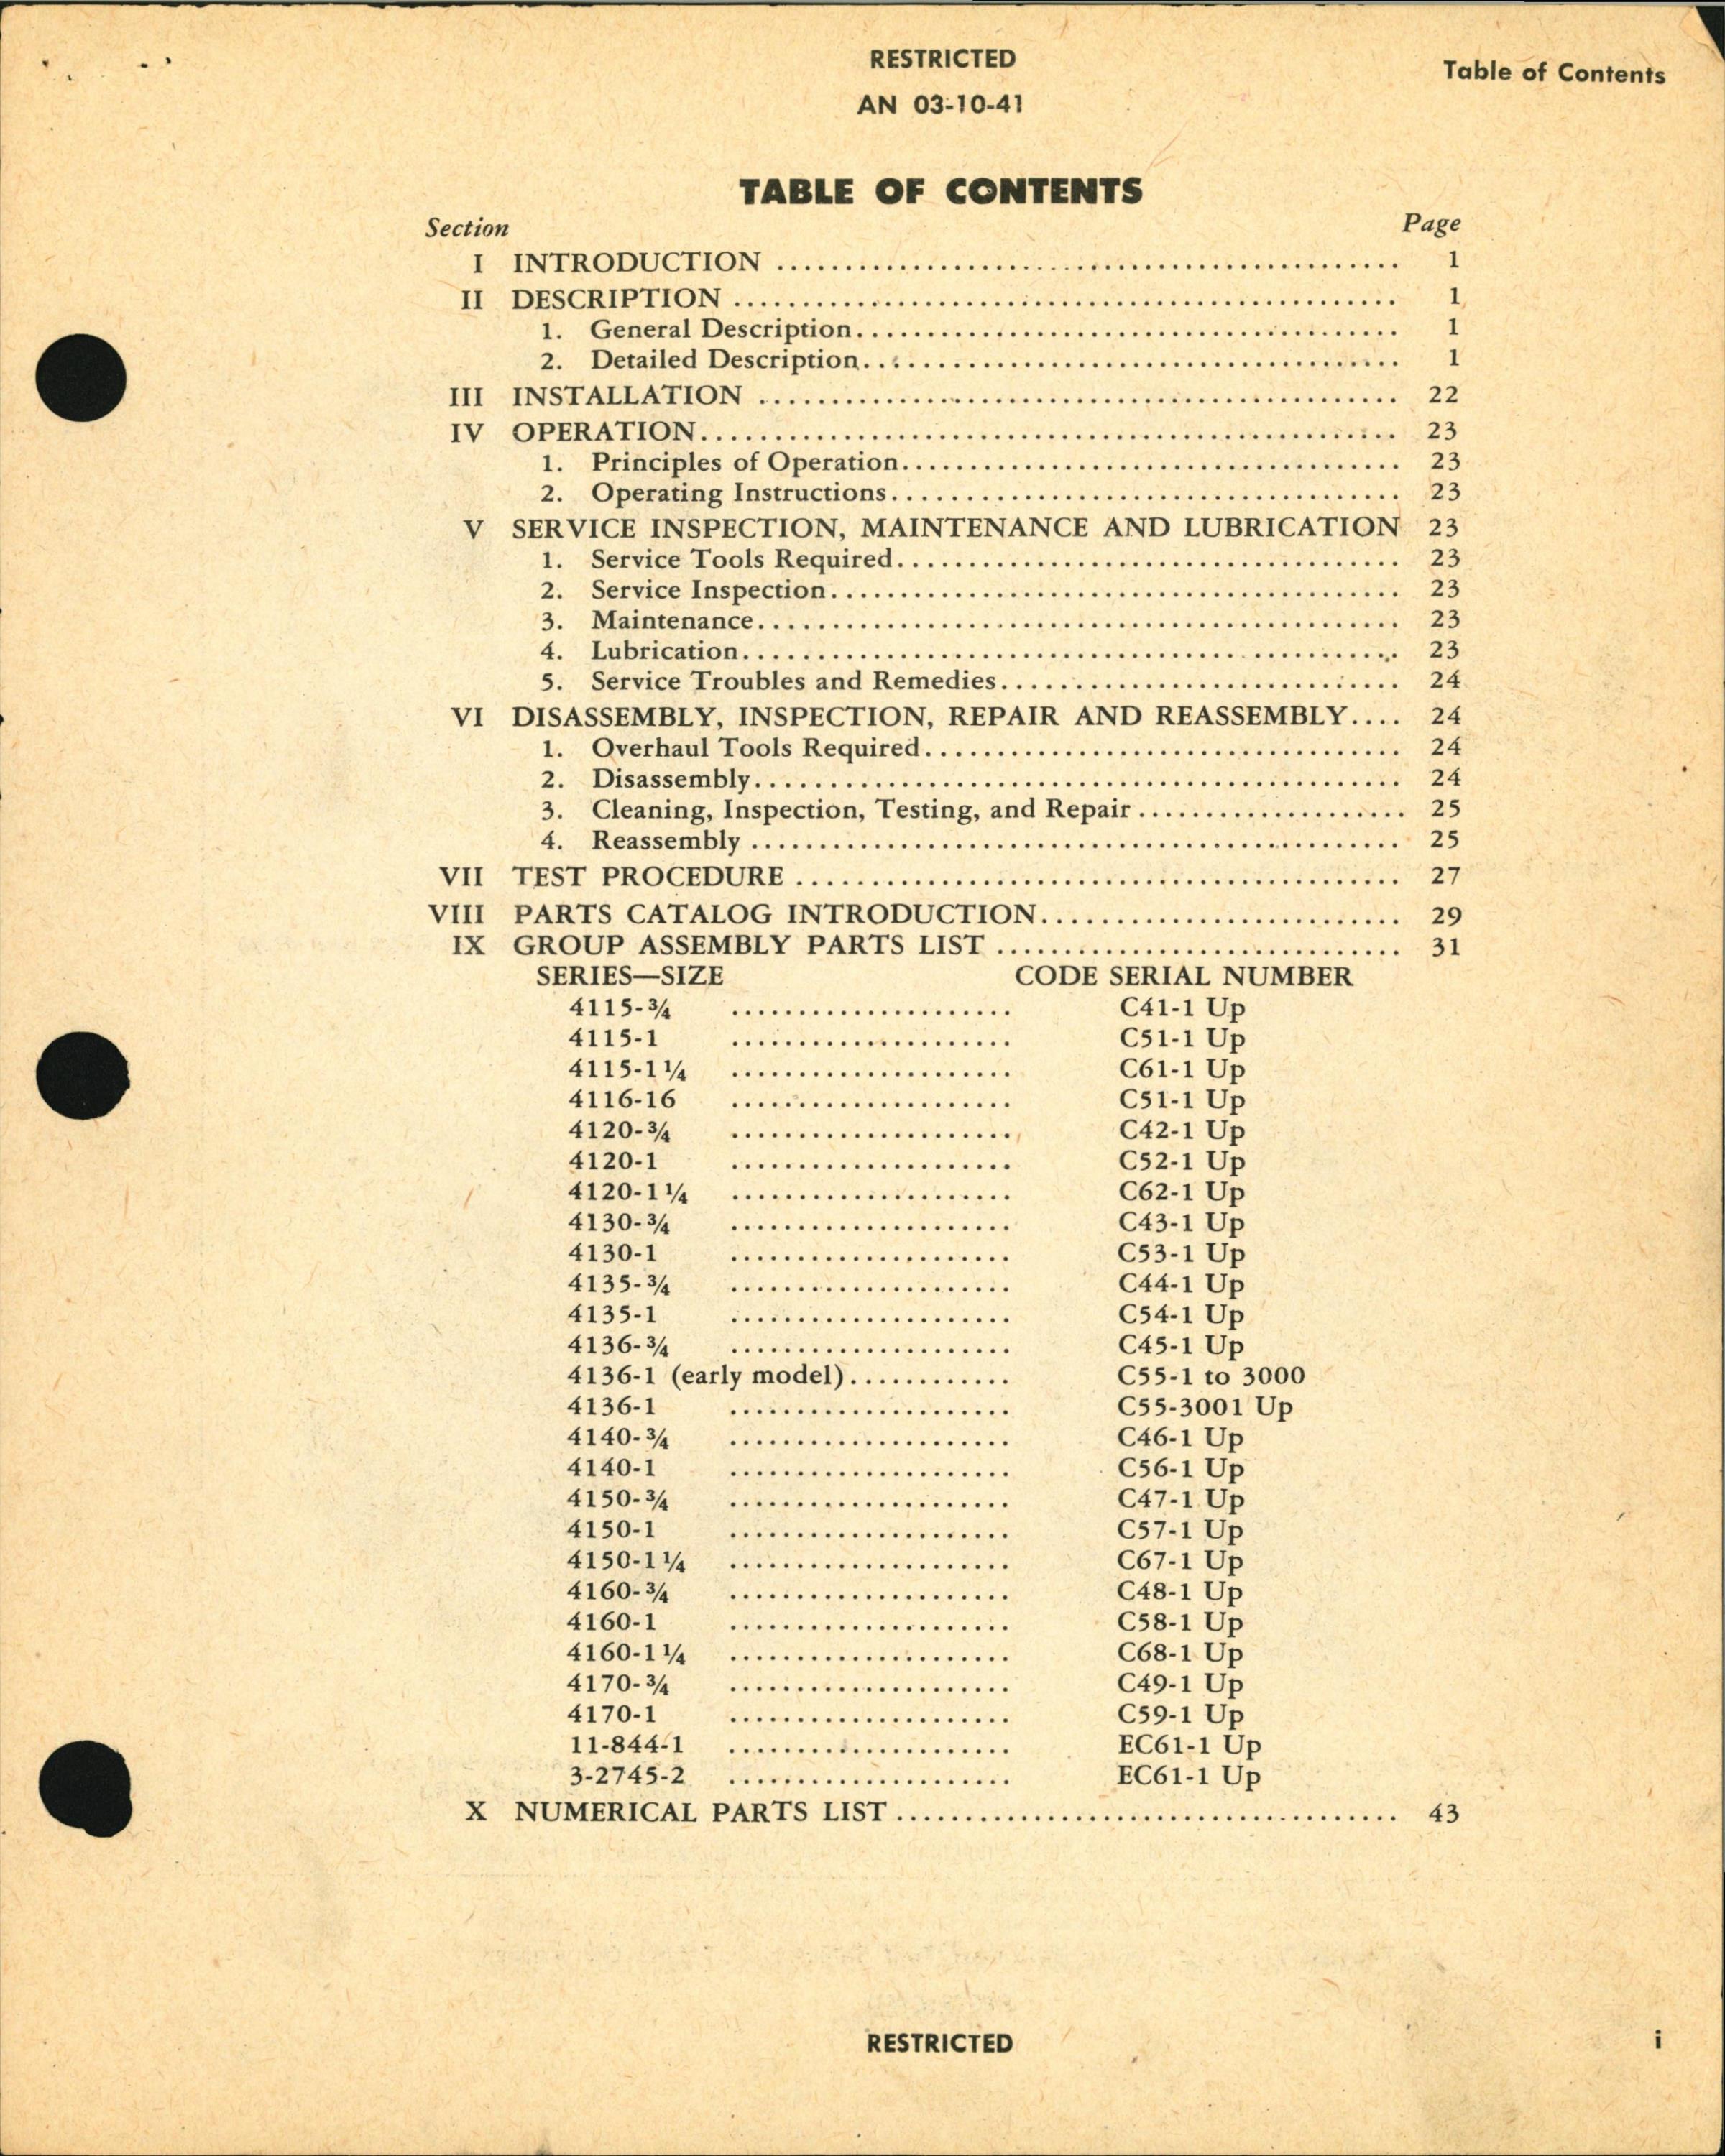 RESTRICTED
Table of Contents
AN 03-10-41
TABLE OF CONTENTS
Section Page
I INTRODUCTION ........ 1
II DESCRIPTION ........ 1
1. General Description........ 1
2. Detailed Description........ 1
III INSTALLATION ........ 22
IV OPERATION........ 23
1. Principles of Operation........ 23
2. Operating Instructions........ 23
V SERVICE INSPECTION, MAINTENANCE AND LUBRICATION 23
1. Service Tools Required........ 23
2. Service Inspection........ 23
3. Maintenance........ 23
4. Lubrication........ 23
5. Service Troubles and Remedies........ 24
VI DISASSEMBLY, INSPECTION, REPAIR AND REASSEMBLY.... 24
1. Overhaul Tools Required........ 24
2. Disassembly........ 24
3. Cleaning, Inspection, Testing, and Repair ........ 25
4. Reassembly ........ 25
VII TEST PROCEDURE ........ 27
VIII PARTS CATALOG INTRODUCTION........ 29
IX GROUP ASSEMBLY PARTS LIST ........ 31
SERIES—SIZE CODE SERIAL NUMBER
4115-¾ ........ C41-1 Up
4115-1 ........ C51-1 Up
4115-1¼ ........ C61-1 Up
4116-16 ........ C51-1 Up
4120-¾ ........ C42-1 Up
4120-1 ........ C52-1 Up
4120-1¼ ........ C62-1 Up
4130-¾ ........ C43-1 Up
4130-1 ........ C53-1 Up
4135-¾ ........ C44-1 Up
4135-1 ........ C54-1 Up
4136-¾ ........ C45-1 Up
4136-1 (early model)........ C55-1 to 3000
4136-1 ........ C55-3001 Up
4140-¾ ........ C46-1 Up
4140-1 ........ C56-1 Up
4150-¾ ........ C47-1 Up
4150-1 ........ C57-1 Up
4150-1¼ ........ C67-1 Up
4160-¾ ........ C48-1 Up
4160-1 ........ C58-1 Up
4160-1¼ ........ C68-1 Up
4170-¾ ........ C49-1 Up
4170-1 ........ C59-1 Up
11-844-1 ........ EC61-1 Up
3-2745-2 ........ EC61-1 Up
X NUMERICAL PARTS LIST ........ 43
RESTRICTED
i